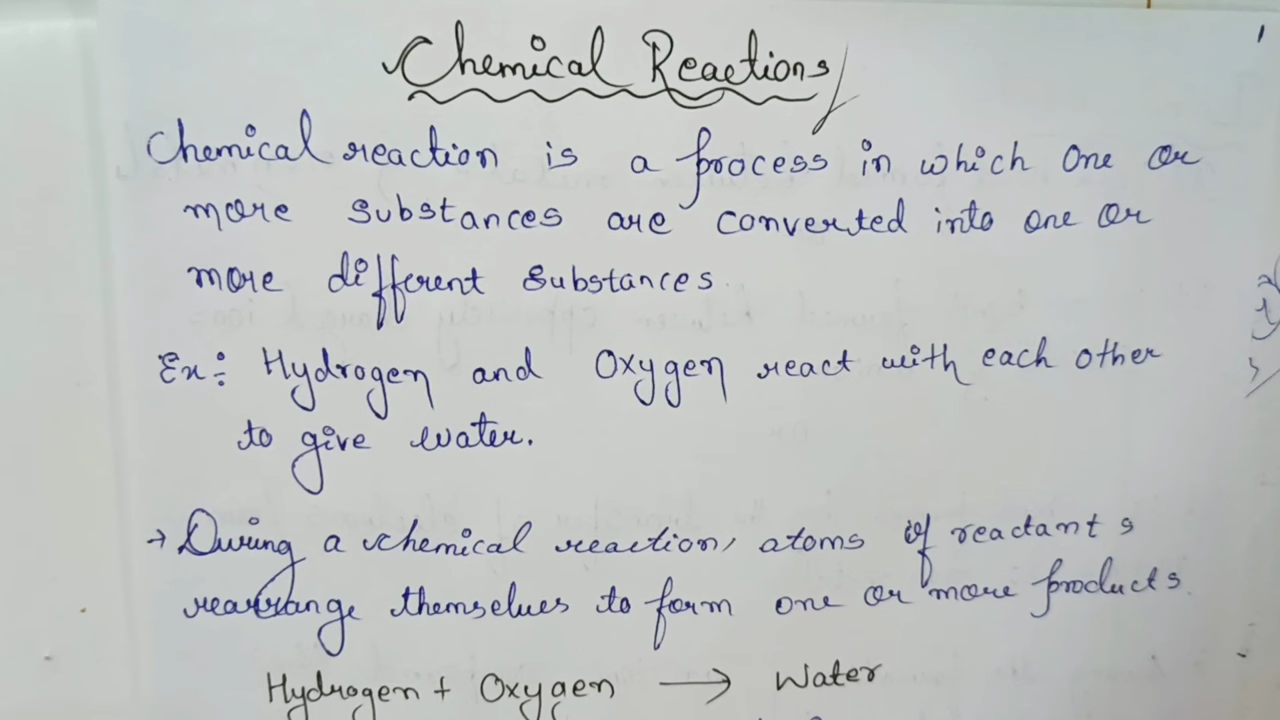 Chemical Reactions
Chemical reaction is a process in which One or
more substances are converted into one or
more different substances.
Ex:- Hydrogen and Oxygen react with each other
to give water.
→ During a chemical reaction, atoms of reactants
rearrange themselves to form one or more products.
Hydrogen + Oxygen → Water